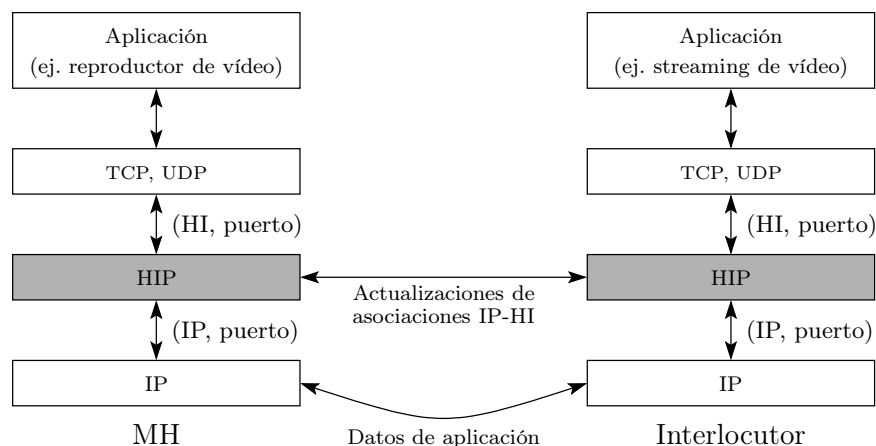 Aplicación
(ej. reproductor de vídeo)
Aplicación
(ej. streaming de vídeo)
TCP, UDP
TCP, UDP
(HI, puerto)
(HI, puerto)
HIP
HIP
Actualizaciones de
asociaciones IP-HI
(IP, puerto)
(IP, puerto)
IP
IP
MH
Datos de aplicación
Interlocutor